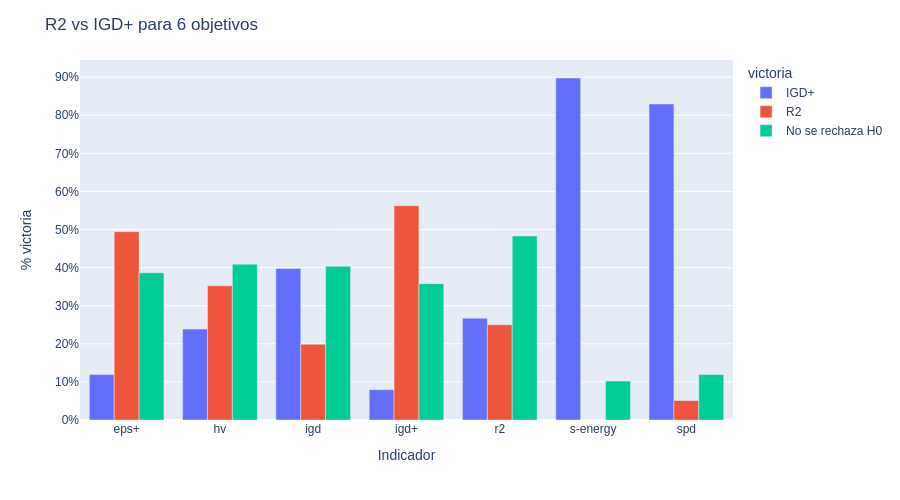 R2 vs IGD+ para 6 objetivos
90%
80%
70%
60%
50%
40%
30%
20%
10%
0%
% victoria
eps+
hv
igd
igd+
r2
s-energy
spd
Indicador
victoria
IGD+
R2
No se rechaza H0